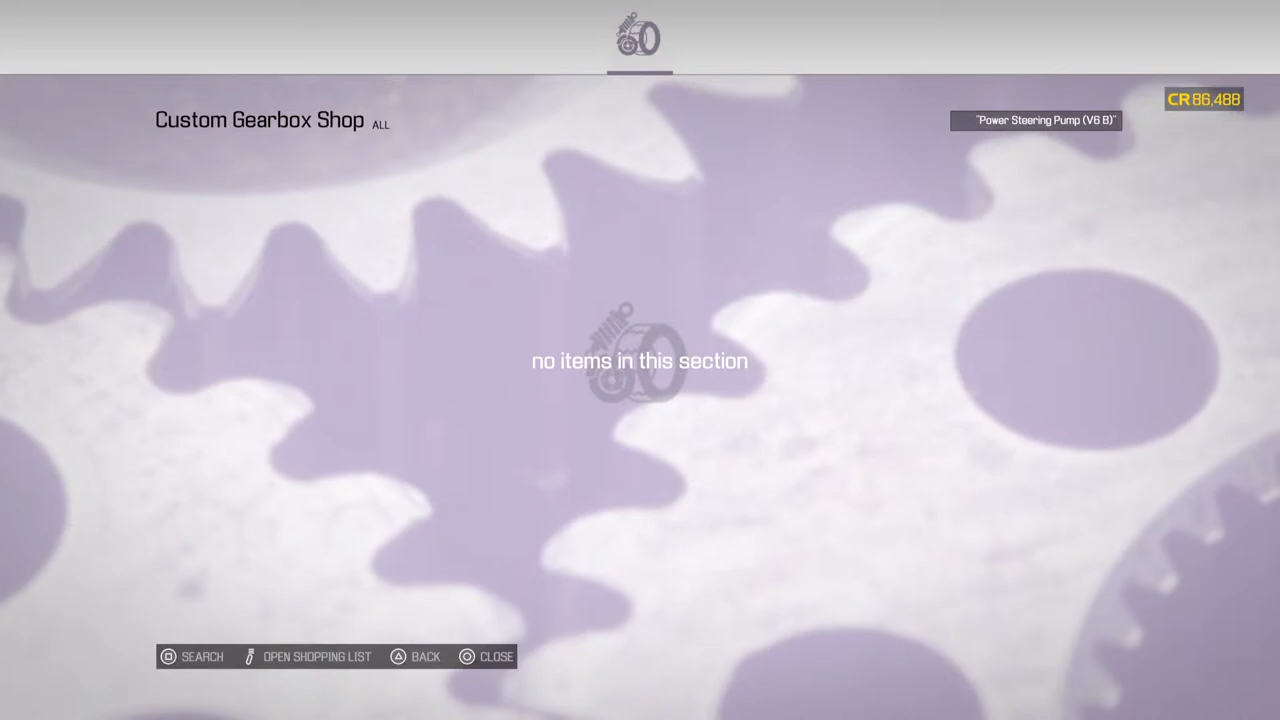 Custom Gearbox Shop ALL
"Power Steering Pump (V6 B)"
CR 86,488
no items in this section
SEARCH OPEN SHOPPING LIST BACK CLOSE